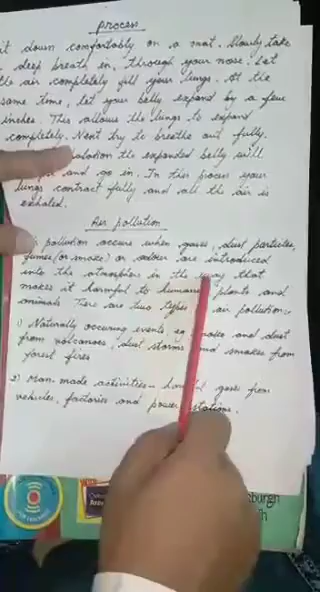 process
it down comfortably on a mat. Slowly take
deep breath in, through your nose. Let
the air completely fill your lungs. At the
same time, let your belly expand by a few
inches. This allows the lungs to expand
completely. Next try to breathe out fully.
the expanded belly will
and go in. In this process your
lungs contract fully and all the air is
exhaled.
Air pollution
pollution occurs when gases, dust particles,
fumes (or smoke) or odour are introduced
into the atmosphere in the way that
makes it harmful to humans, plants and
animals. There are two types air pollution:
1) Naturally occuring events eg. smoke and dust
from volcanoes, dust storms and smokes from
forest fires
2) Man made activities - gases from
vehicles, factories and power stations.